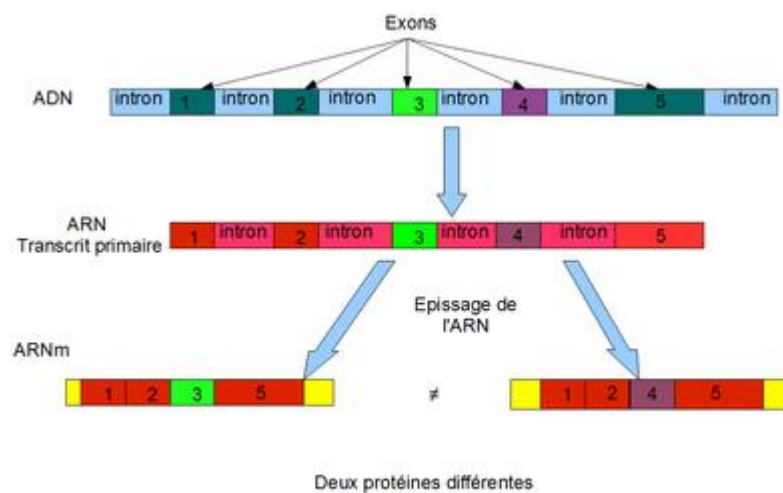 Exons
ADN
intron 1 intron 2 intron 3 intron 4 intron 5 intron
ARN
Transcrit primaire
1 intron 2 intron 3 intron 4 intron 5
Epissage de
l'ARN
ARNm
1 2 3 5 ≠ 1 2 4 5
Deux protéines différentes